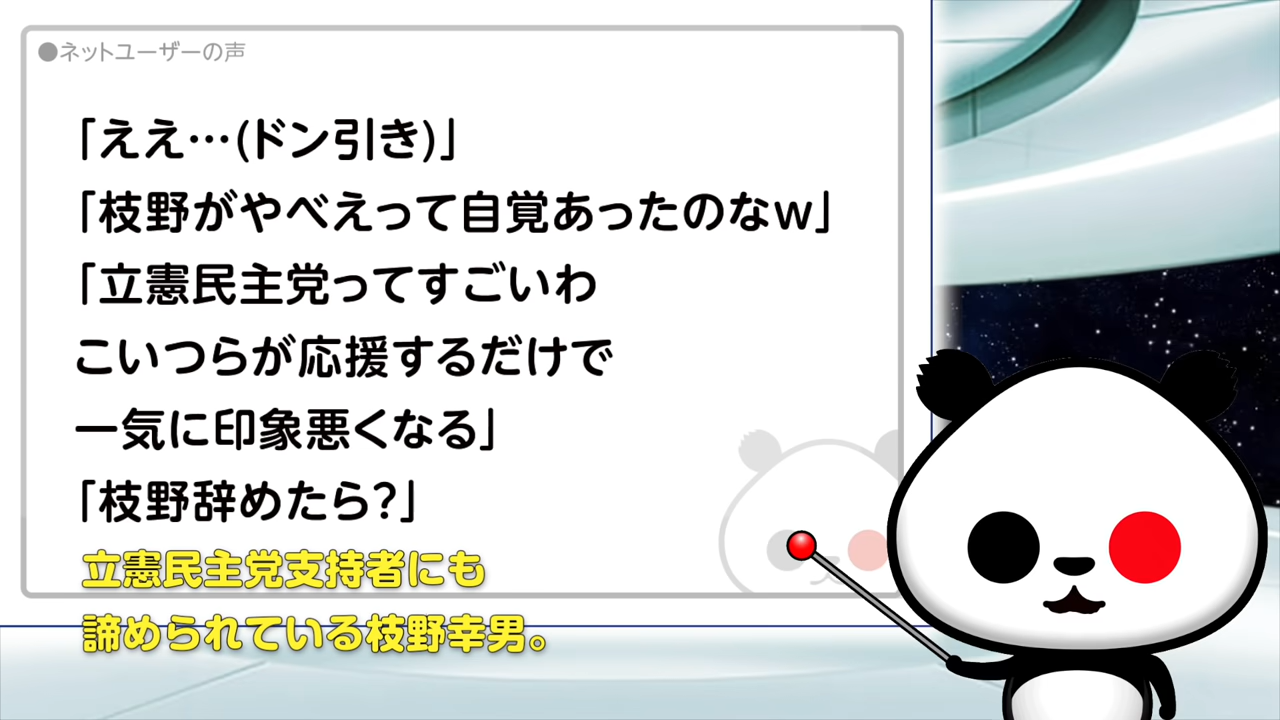 ●ネットユーザーの声
「ええ…(ドン引き)」
「枝野がやべえって自覚あったのなw」
「立憲民主党ってすごいわ
こいつらが応援するだけで
一気に印象悪くなる」
「枝野辞めたら?」
立憲民主党支持者にも
諦められている枝野幸男。